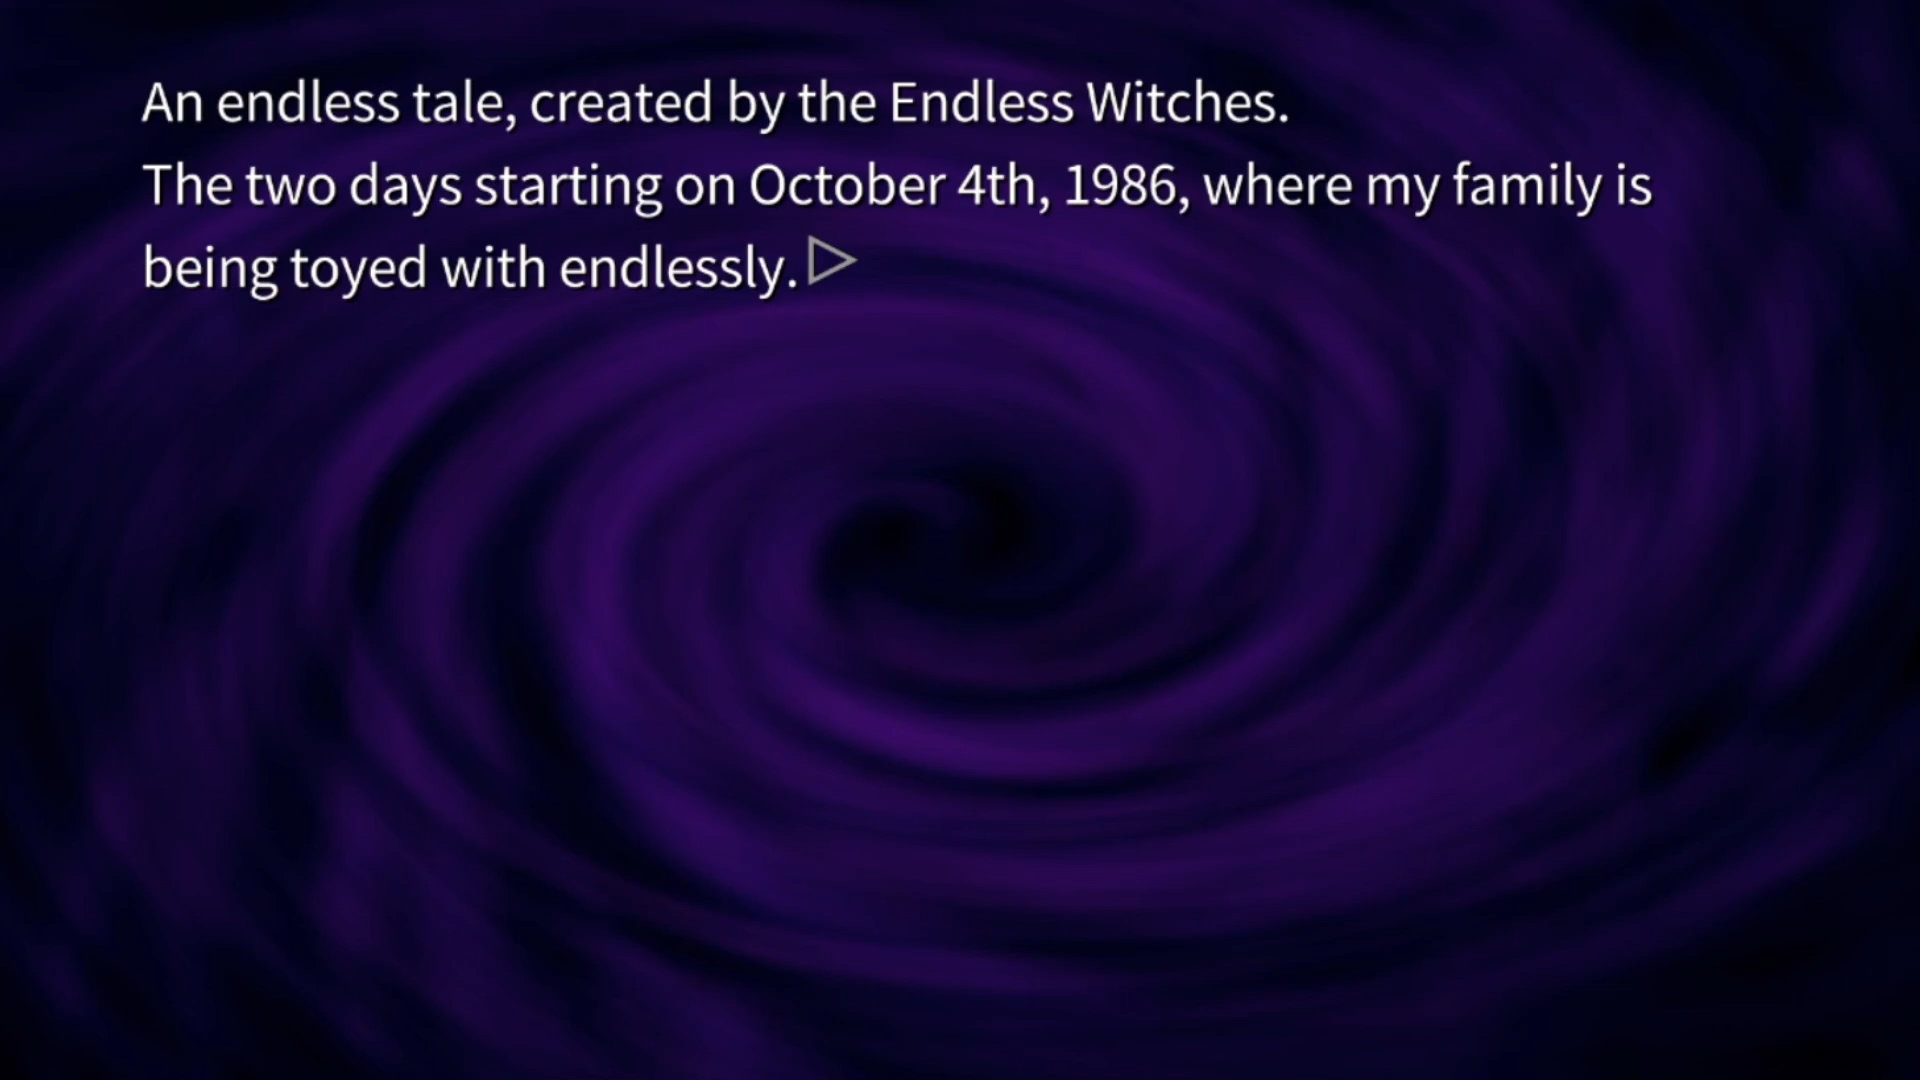 An endless tale, created by the Endless Witches.
The two days starting on October 4th, 1986, where my family is
being toyed with endlessly.